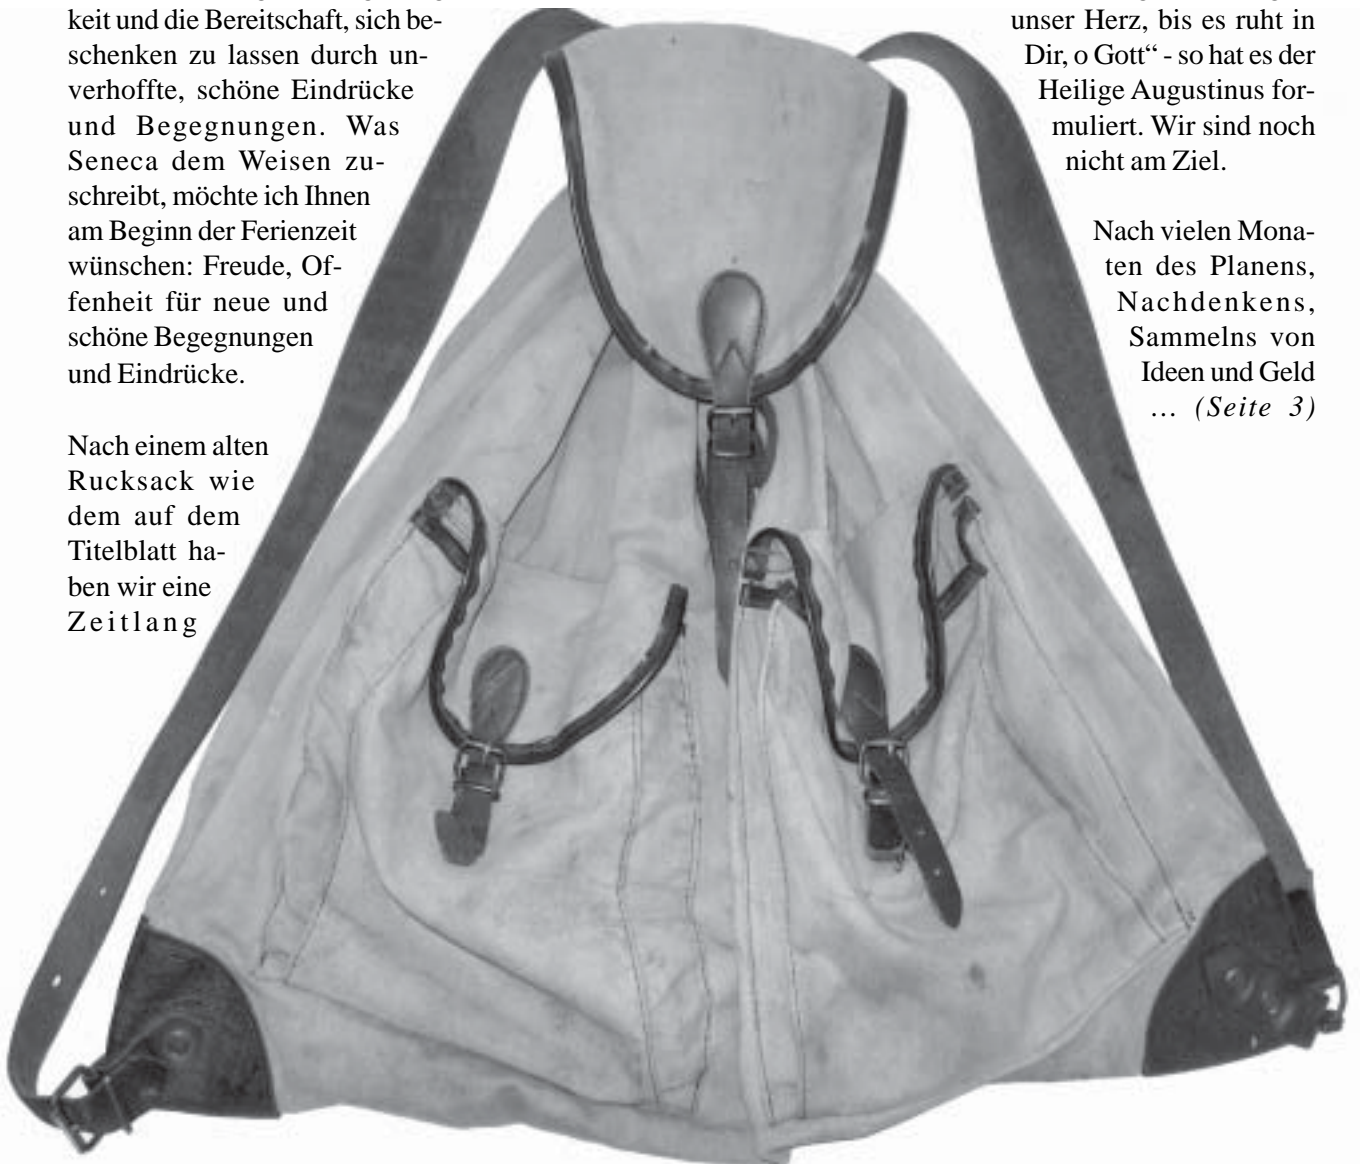 keit und die Bereitschaft, sich be-
schenken zu lassen durch un-
verhoffte, schöne Eindrücke
und Begegnungen. Was
Seneca dem Weisen zu-
schreibt, möchte ich Ihnen
am Beginn der Ferienzeit
wünschen: Freude, Of-
fenheit für neue und
schöne Begegnungen
und Eindrücke.
Nach einem alten
Rucksack wie
dem auf dem
Titelblatt ha-
ben wir eine
Zeitlang
unser Herz, bis es ruht in
Dir, o Gott“ - so hat es der
Heilige Augustinus for-
muliert. Wir sind noch
nicht am Ziel.
Nach vielen Mona-
ten des Planens,
Nachdenkens,
Sammelns von
Ideen und Geld
... (Seite 3)